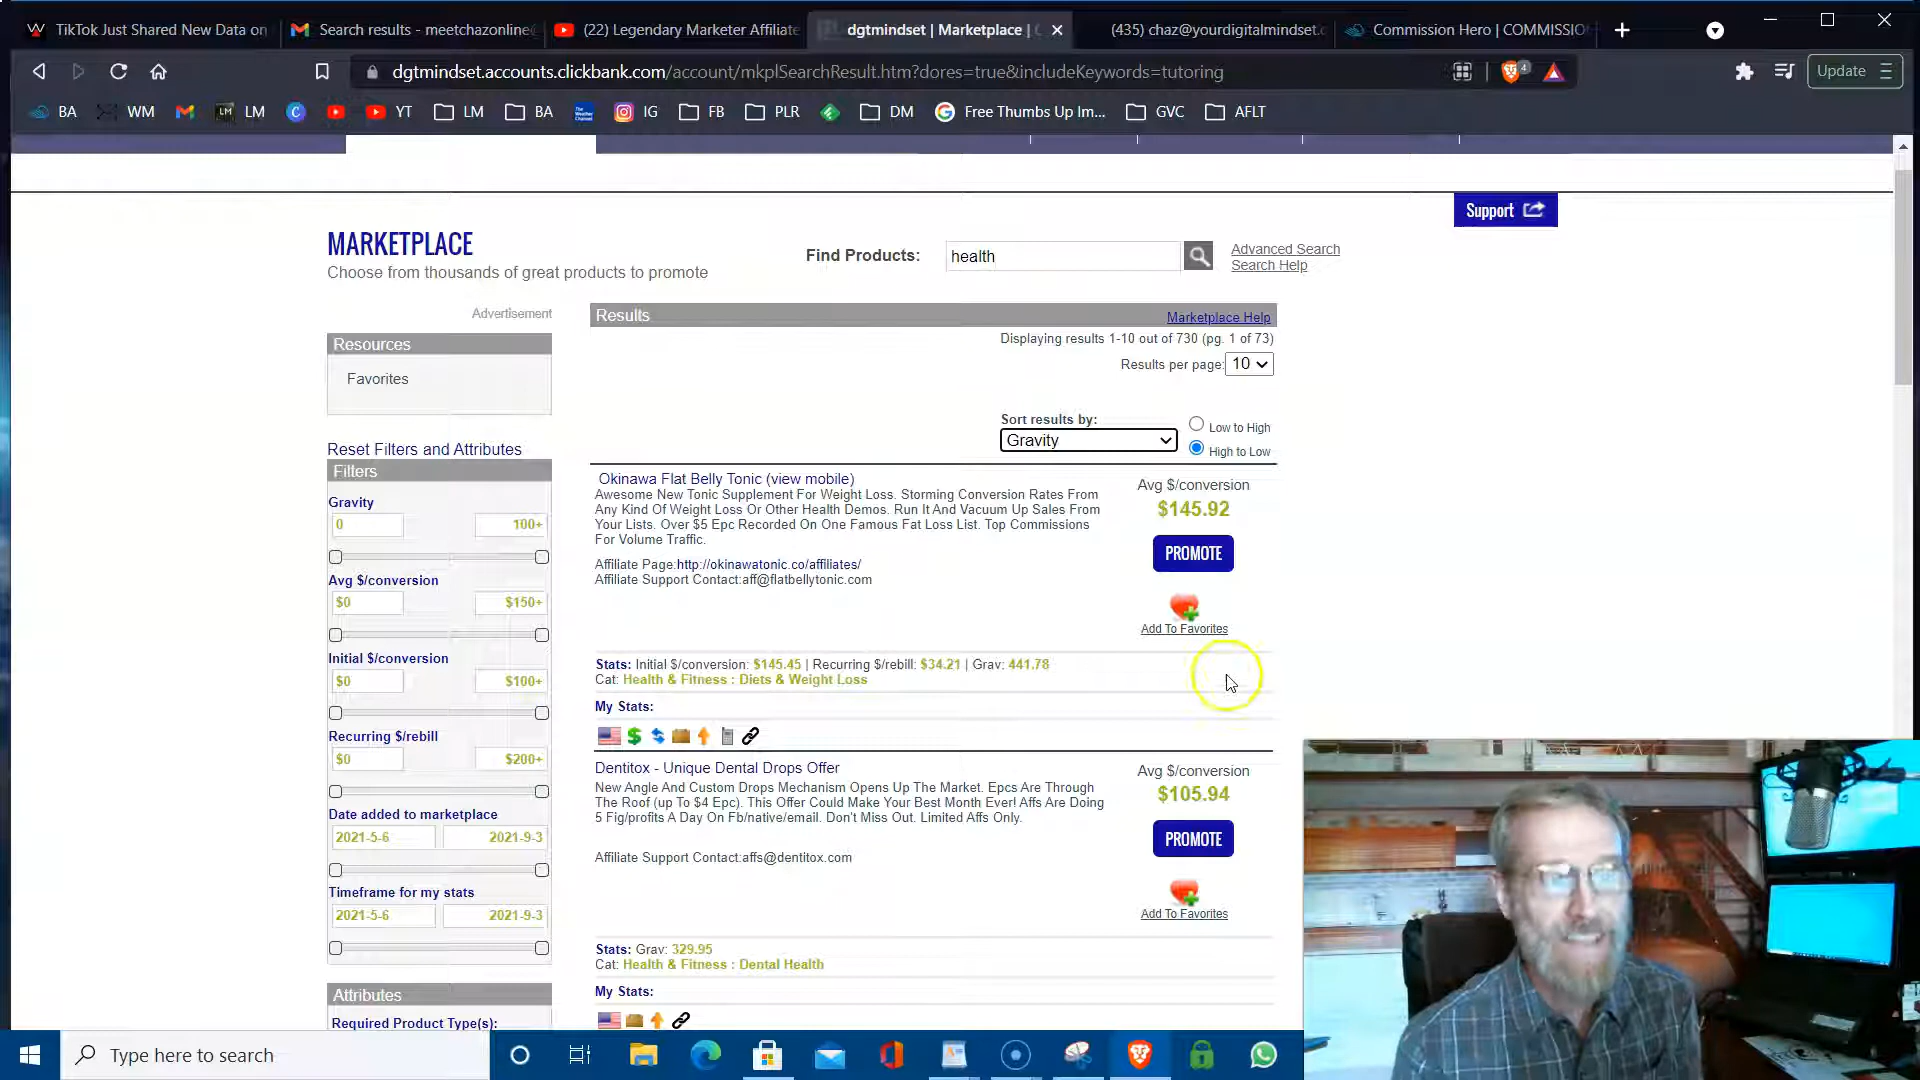 TikTok Just Shared New Data on
Search results - meetchazonline@
(22) Legendary Marketer Affiliate
dgtmindset | Marketplace |
(435) chaz@yourdigitalmindset.c
Commission Hero | COMMISSIO
dgtmindset.accounts.clickbank.com/account/mkplSearchResult.htm?dores=true&includeKeywords=tutoring
4
Update
BA
WM
LM
YT
LM
BA
IG
FB
PLR
DM
Free Thumbs Up Im...
GVC
AFLT
Support
MARKETPLACE
Choose from thousands of great products to promote
Find Products:
health
Advanced Search
Search Help
Advertisement
Resources
Favorites
Reset Filters and Attributes
Filters
Gravity
0 100+
Avg $/conversion
$0 $150+
Initial $/conversion
$0 $100+
Recurring $/rebill
$0 $200+
Date added to marketplace
2021-5-6 2021-9-3
Timeframe for my stats
2021-5-6 2021-9-3
Attributes
Required Product Type(s):
Results
Marketplace Help
Displaying results 1-10 out of 730 (pg. 1 of 73)
Results per page: 10
Sort results by:
Gravity
Low to High
High to Low
Okinawa Flat Belly Tonic (view mobile)
Awesome New Tonic Supplement For Weight Loss. Storming Conversion Rates From
Any Kind Of Weight Loss Or Other Health Demos. Run It And Vacuum Up Sales From
Your Lists. Over $5 Epc Recorded On One Famous Fat Loss List. Top Commissions
For Volume Traffic.
Affiliate Page:http://okinawatonic.co/affiliates/
Affiliate Support Contact:aff@flatbellytonic.com
Avg $/conversion
$145.92
PROMOTE
Add To Favorites
Stats: Initial $/conversion: $145.45 | Recurring $/rebill: $34.21 | Grav: 441.78
Cat: Health & Fitness : Diets & Weight Loss
My Stats:
Dentitox - Unique Dental Drops Offer
New Angle And Custom Drops Mechanism Opens Up The Market. Epcs Are Through
The Roof (up To $4 Epc). This Offer Could Make Your Best Month Ever! Affs Are Doing
5 Fig/profits A Day On Fb/native/email. Don't Miss Out. Limited Affs Only.
Affiliate Support Contact:affs@dentitox.com
Avg $/conversion
$105.94
PROMOTE
Add To Favorites
Stats: Grav: 329.95
Cat: Health & Fitness : Dental Health
My Stats:
Type here to search